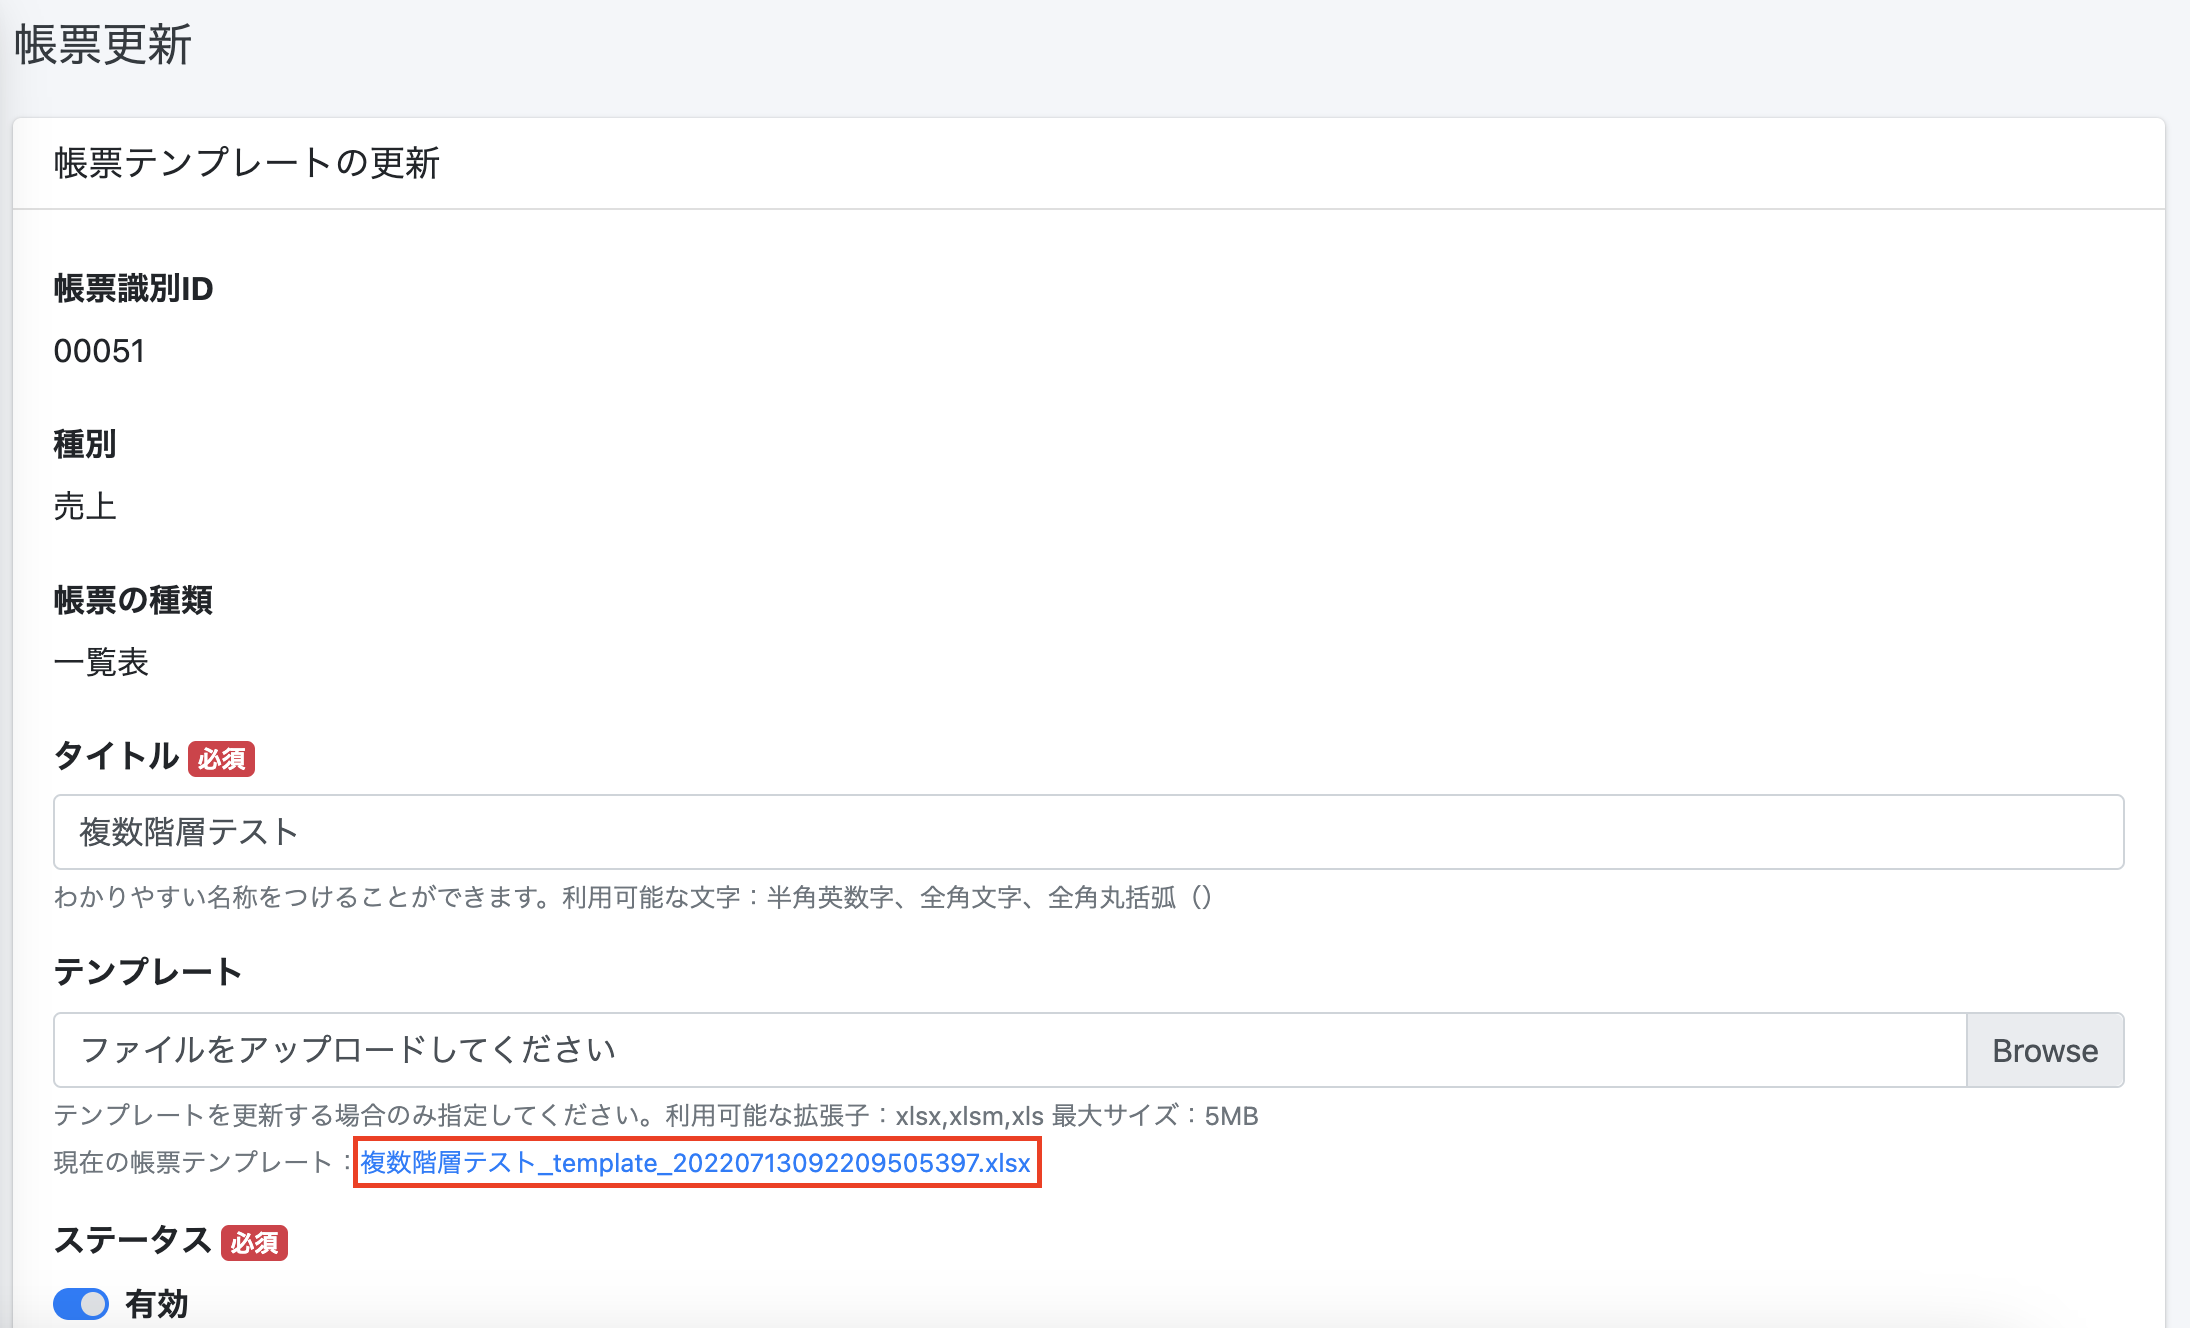 帳票更新
帳票テンプレートの更新
帳票識別ID
00051
種別
売上
帳票の種類
一覧表
タイトル 必須
複数階層テスト
わかりやすい名称をつけることができます。利用可能な文字：半角英数字、全角文字、全角丸括弧（）
テンプレート
ファイルをアップロードしてください Browse
テンプレートを更新する場合のみ指定してください。利用可能な拡張子：xlsx,xlsm,xls 最大サイズ：5MB
現在の帳票テンプレート：複数階層テスト_template_20220713092209505397.xlsx
ステータス 必須
有効